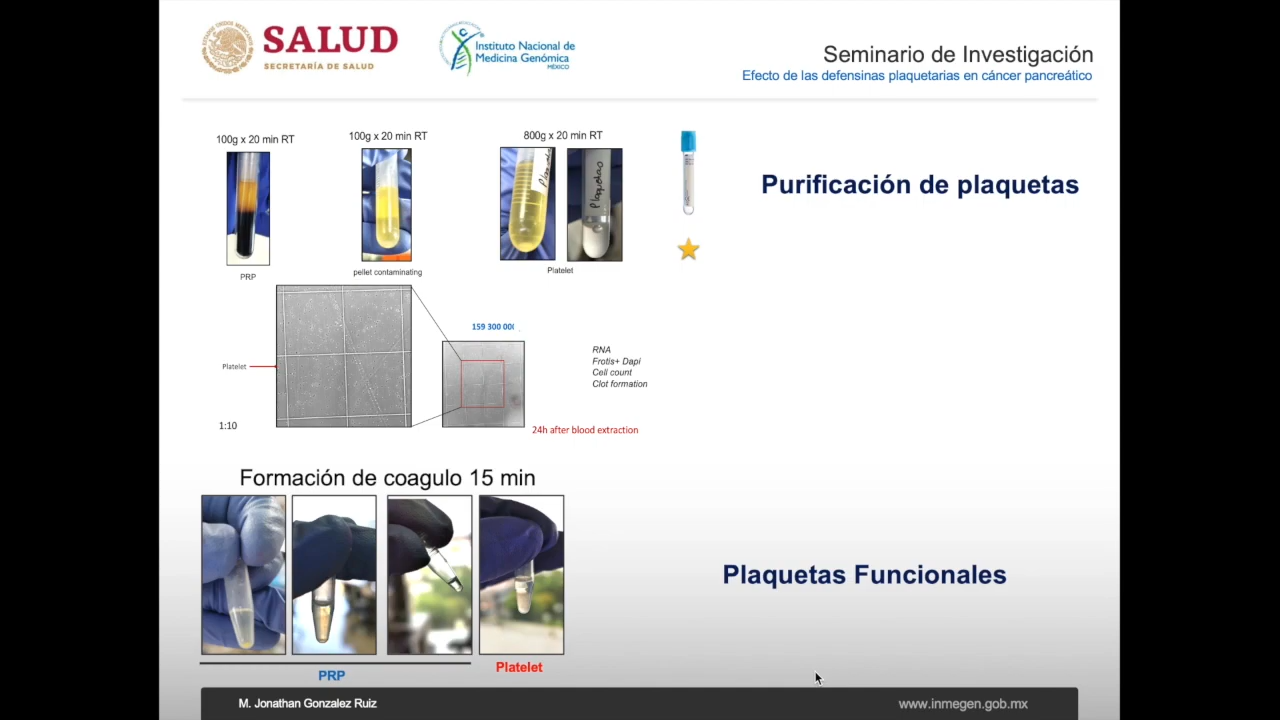 SALUD
SECRETARÍA DE SALUD
Instituto Nacional de
Medicina Genómica
MÉXICO
Seminario de Investigación
Efecto de las defensinas plaquetarias en cáncer pancreático
100g x 20 min RT
100g x 20 min RT
800g x 20 min RT
Plaquetas
PRP
pellet contaminating
Platelet
Purificación de plaquetas
159 300 000
Platelet
RNA
Frotis+ Dapi
Cell count
Clot formation
1:10
24h after blood extraction
Formación de coagulo 15 min
Plaquetas Funcionales
PRP
Platelet
M. Jonathan Gonzalez Ruiz
www.inmegen.gob.mx